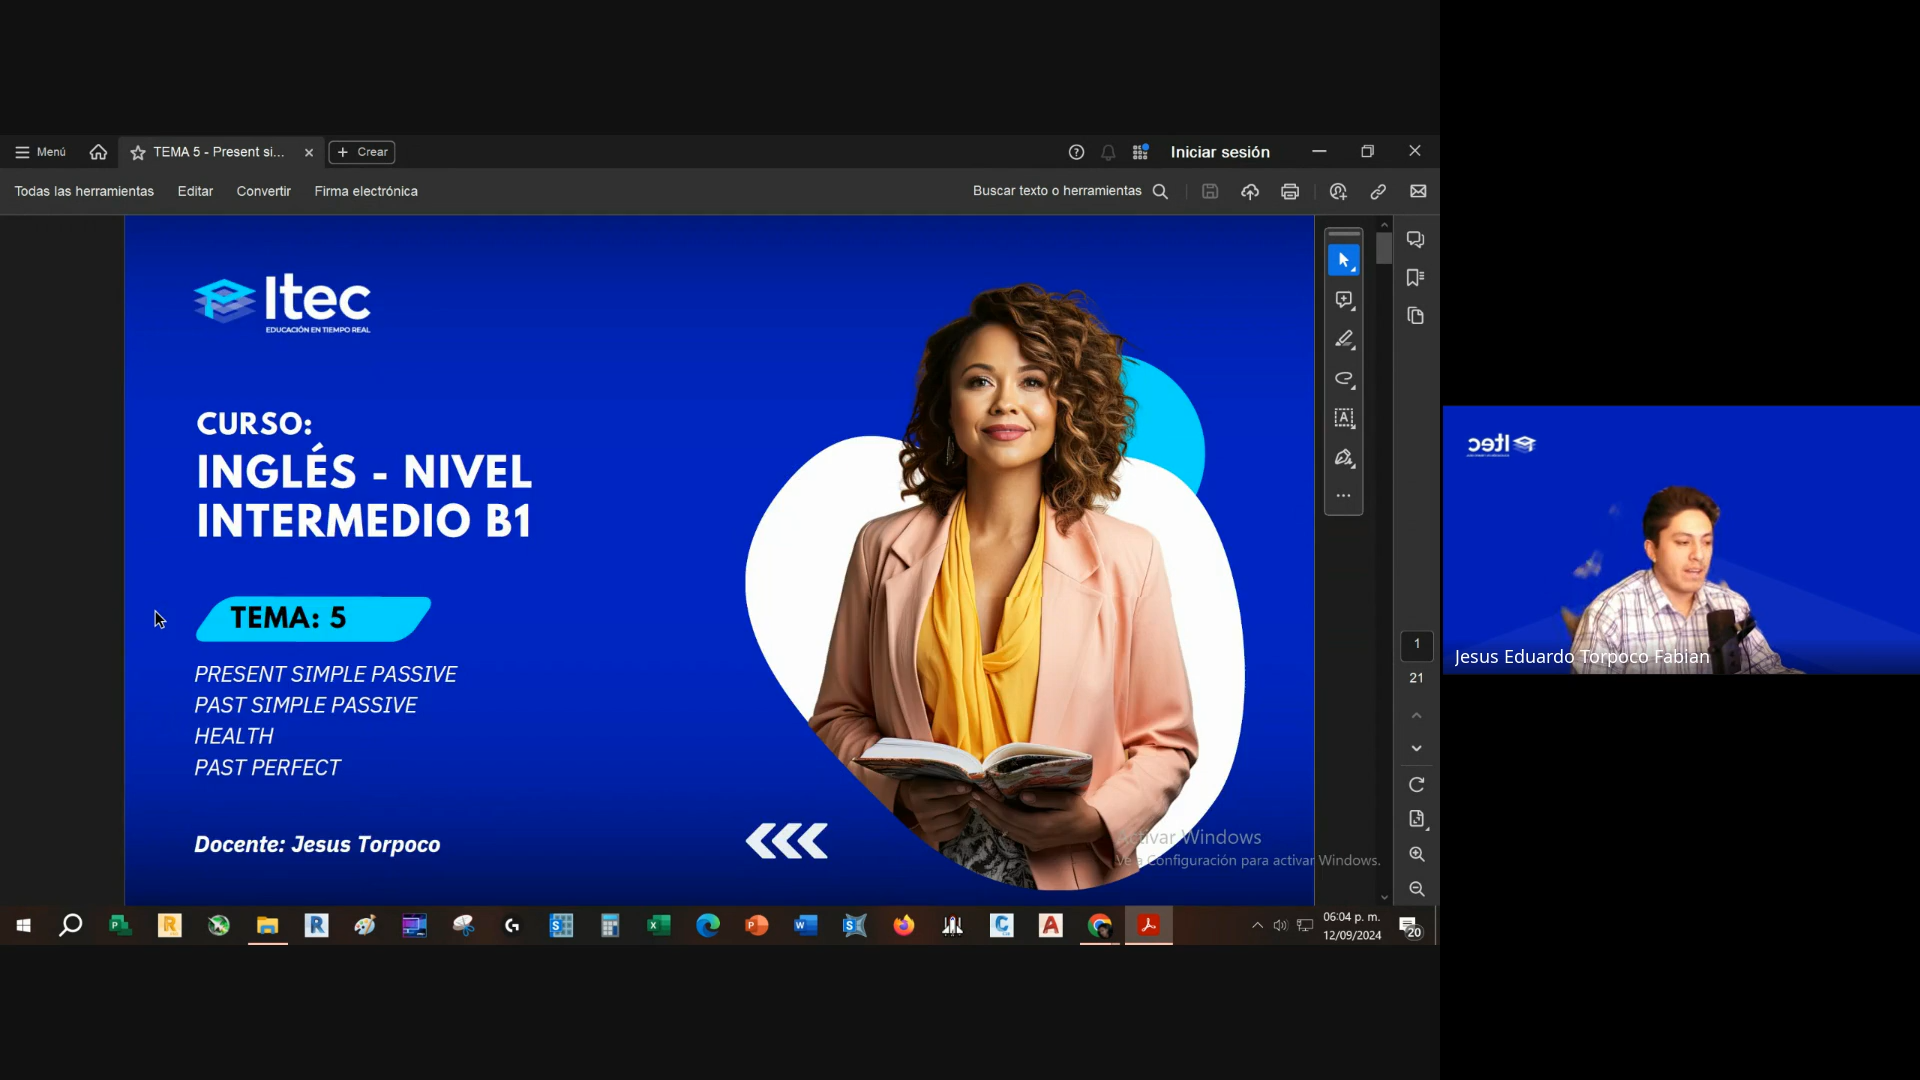 Menú
TEMA 5 - Present si...
Crear
Iniciar sesión
Todas las herramientas
Editar
Convertir
Firma electrónica
Buscar texto o herramientas
Itec
EDUCACIÓN EN TIEMPO REAL
CURSO:
INGLÉS - NIVEL
INTERMEDIO B1
TEMA: 5
PRESENT SIMPLE PASSIVE
PAST SIMPLE PASSIVE
HEALTH
PAST PERFECT
Docente: Jesus Torpoco
Activar Windows
Ve a Configuración para activar Windows.
1
21
06:04 p. m.
12/09/2024
20
Itec
Jesus Eduardo Torpoco Fabian